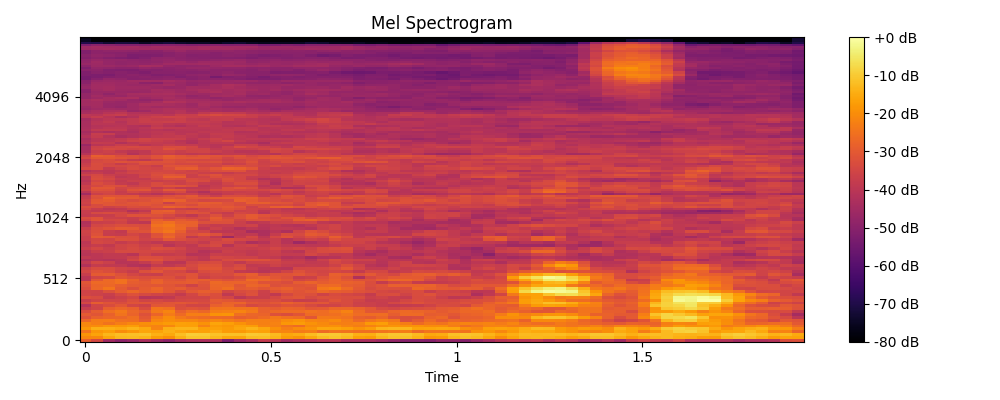 Mel Spectrogram
Hz
4096
2048
1024
512
0
0 0.5 1 1.5
Time
+0 dB
-10 dB
-20 dB
-30 dB
-40 dB
-50 dB
-60 dB
-70 dB
-80 dB